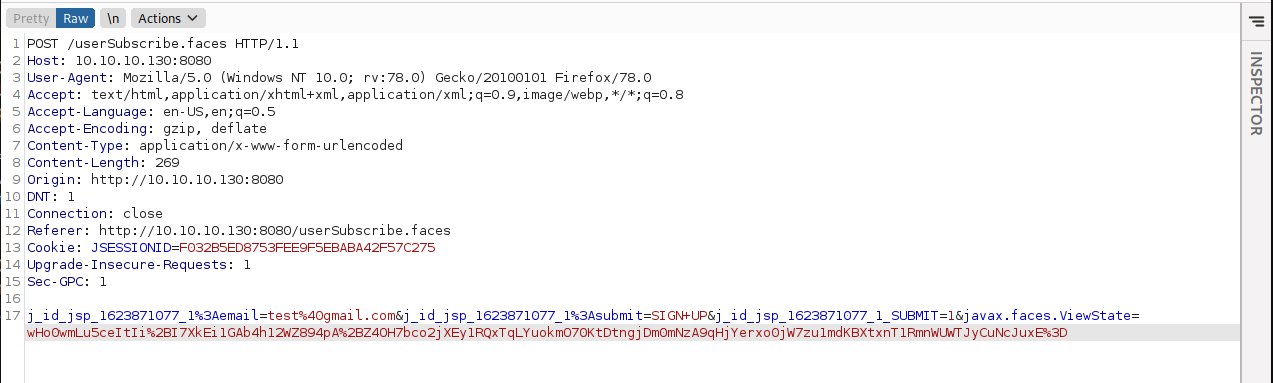 Pretty Raw \n Actions
1 POST /userSubscribe.faces HTTP/1.1
2 Host: 10.10.10.130:8080
3 User-Agent: Mozilla/5.0 (Windows NT 10.0; rv:78.0) Gecko/20100101 Firefox/78.0
4 Accept: text/html,application/xhtml+xml,application/xml;q=0.9,image/webp,*/*;q=0.8
5 Accept-Language: en-US,en;q=0.5
6 Accept-Encoding: gzip, deflate
7 Content-Type: application/x-www-form-urlencoded
8 Content-Length: 269
9 Origin: http://10.10.10.130:8080
10 DNT: 1
11 Connection: close
12 Referer: http://10.10.10.130:8080/userSubscribe.faces
13 Cookie: JSESSIONID=F032B5ED8753FEE9F5EBABA42F57C275
14 Upgrade-Insecure-Requests: 1
15 Sec-GPC: 1
16
17 j_id_jsp_1623871077_1%3Aemail=test%40gmail.com&j_id_jsp_1623871077_1%3Asubmit=SIGN+UP&j_id_jsp_1623871077_1_SUBMIT=1&javax.faces.ViewState=
wHo0wmLu5ceItIi%2BI7XkEi1GAb4h12WZ894pA%2BZ4OH7bco2jXEy1RQxTqLYuokmO70KtDtngjDm0mNzA9qHjYerxo0jW7zu1mdKBXtxnT1RmnWUWTJyCuNcJuxE%3D
INSPECTOR